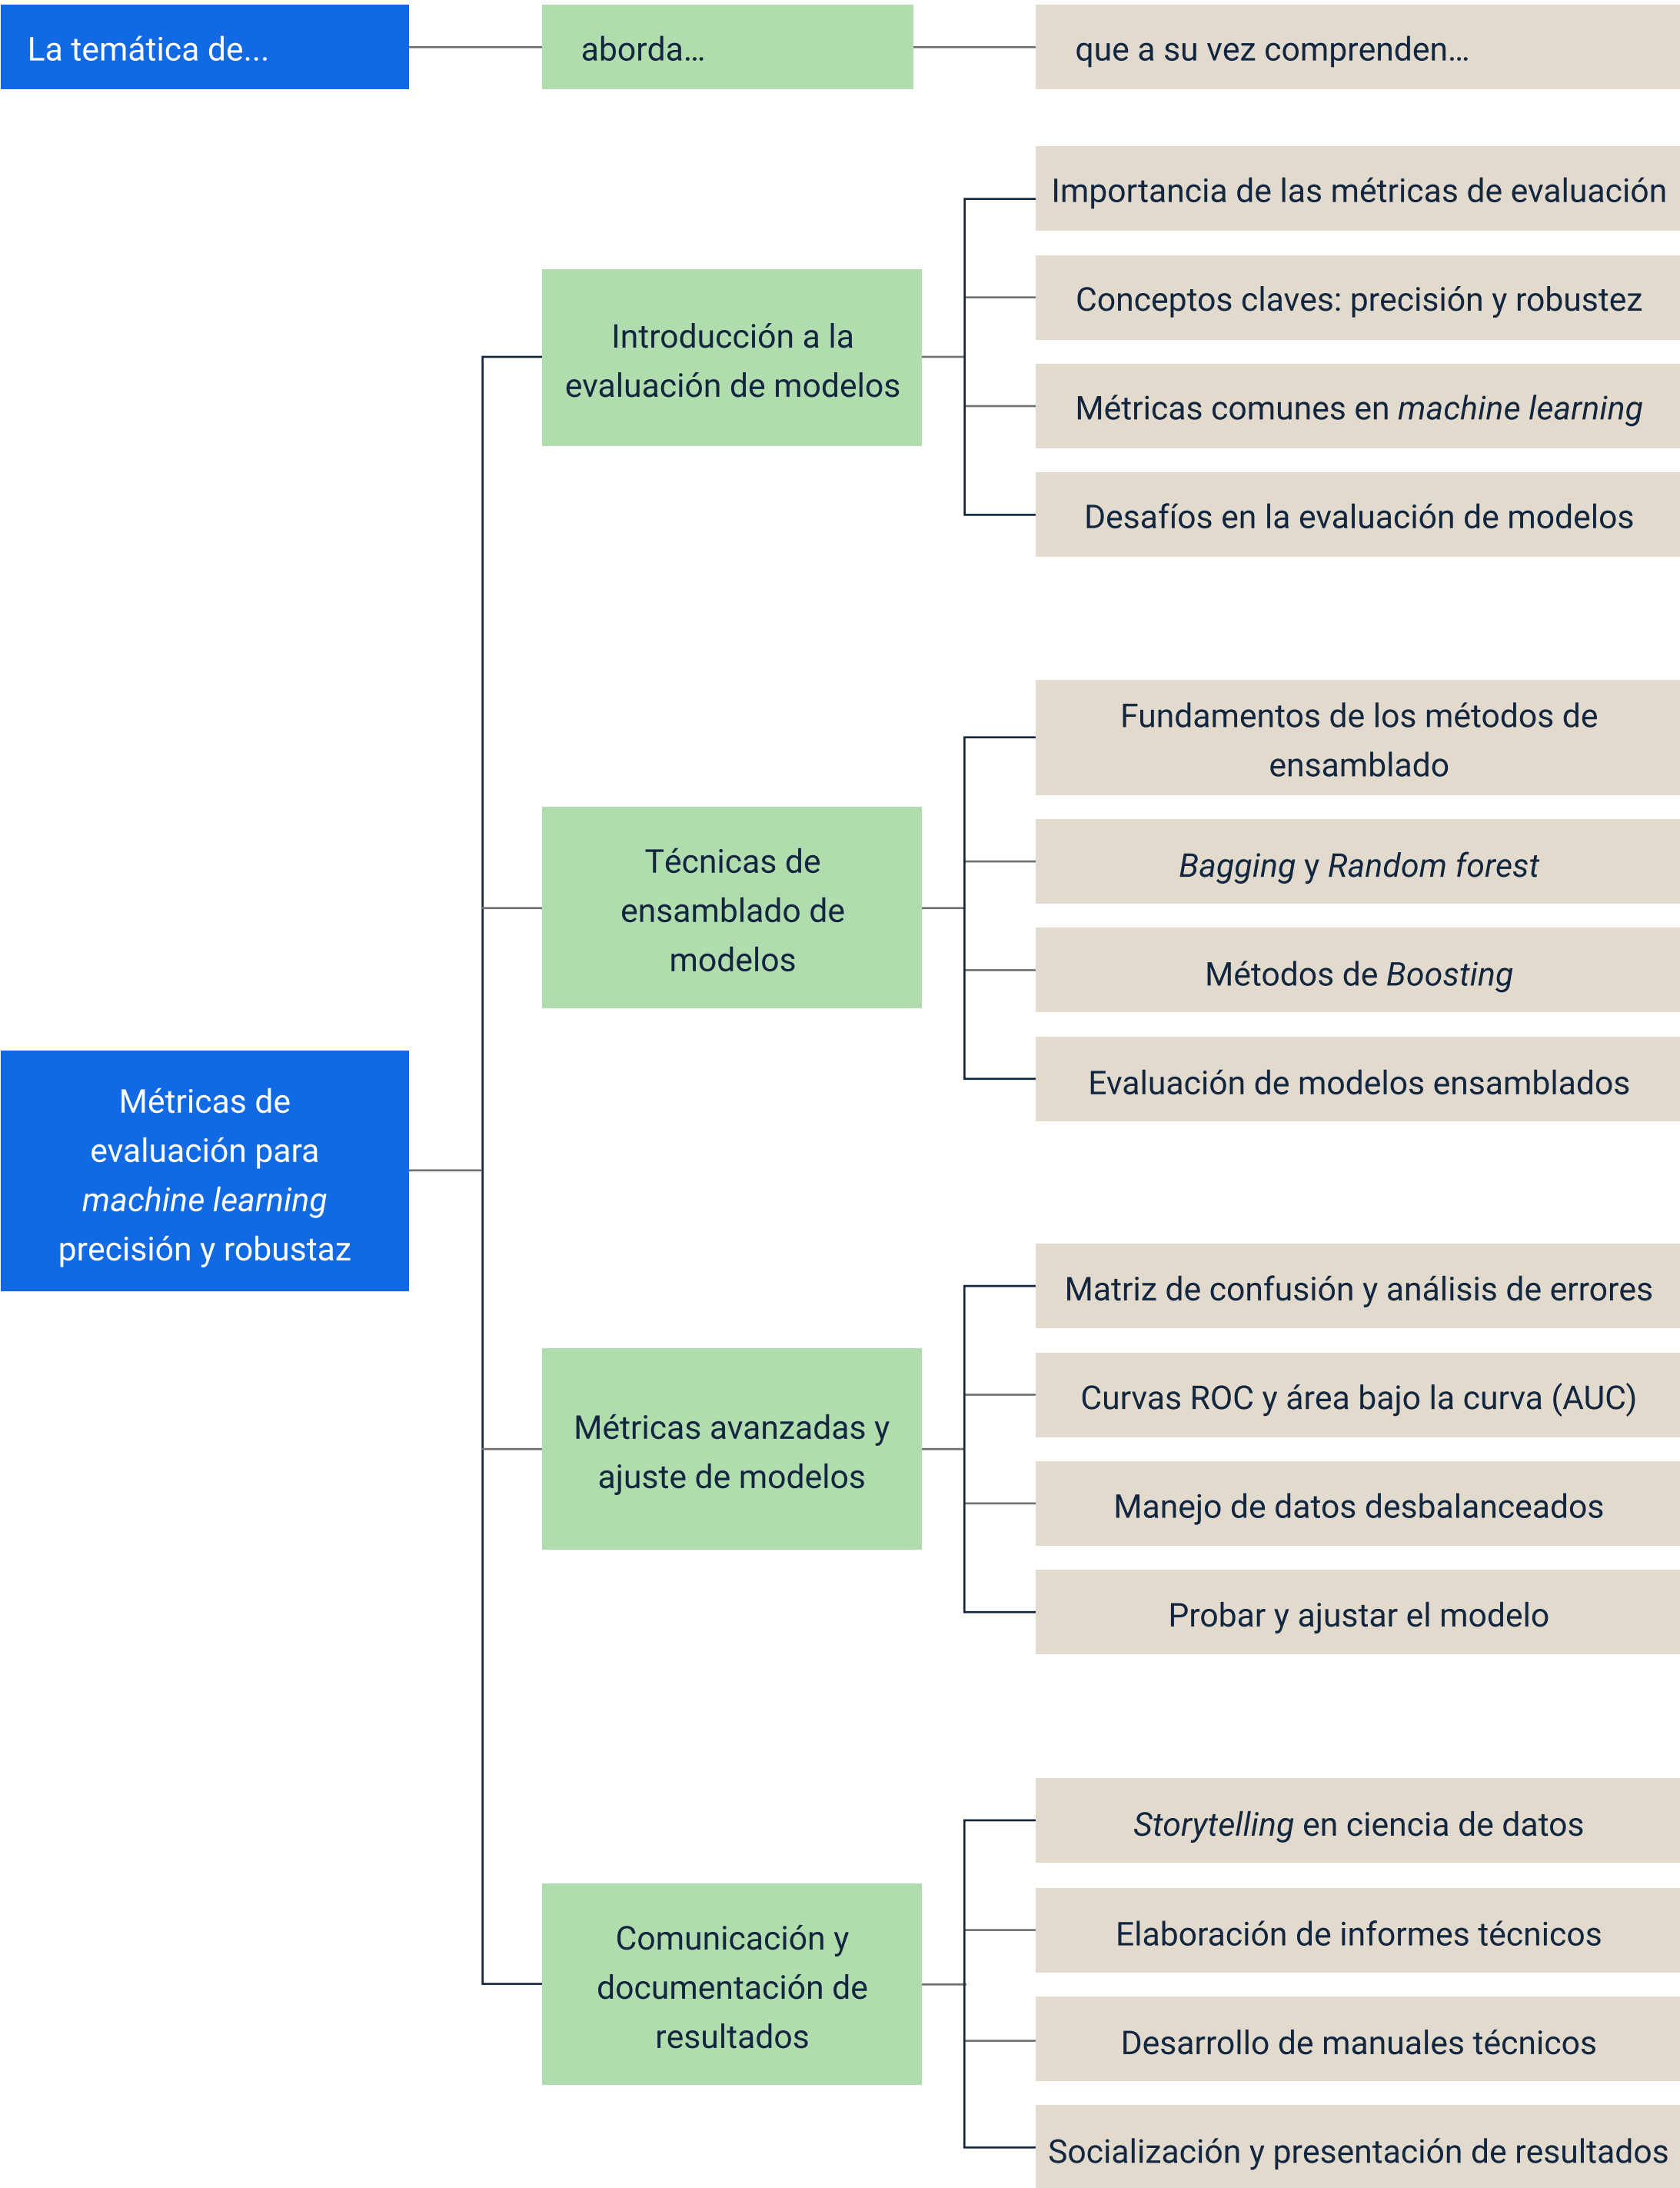 La temática de...
aborda...
que a su vez comprenden...
Importancia de las métricas de evaluación
Conceptos claves: precisión y robustez
Introducción a la
evaluación de modelos
Métricas comunes en machine learning
Desafíos en la evaluación de modelos
Fundamentos de los métodos de
ensamblado
Bagging y Random forest
Técnicas de
ensamblado de
modelos
Métodos de Boosting
Evaluación de modelos ensamblados
Métricas de
evaluación para
machine learning
precisión y robustaz
Matriz de confusión y análisis de errores
Curvas ROC y área bajo la curva (AUC)
Métricas avanzadas y
ajuste de modelos
Manejo de datos desbalanceados
Probar y ajustar el modelo
Storytelling en ciencia de datos
Elaboración de informes técnicos
Comunicación y
documentación de
resultados
Desarrollo de manuales técnicos
Socialización y presentación de resultados